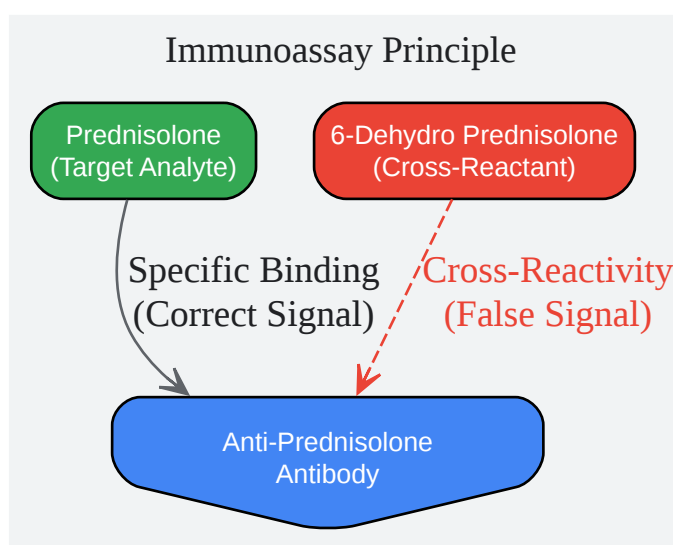 Immunoassay Principle
Prednisolone
(Target Analyte)
6-Dehydro Prednisolone
(Cross-Reactant)
Specific Binding
(Correct Signal)
Cross-Reactivity
(False Signal)
Anti-Prednisolone
Antibody